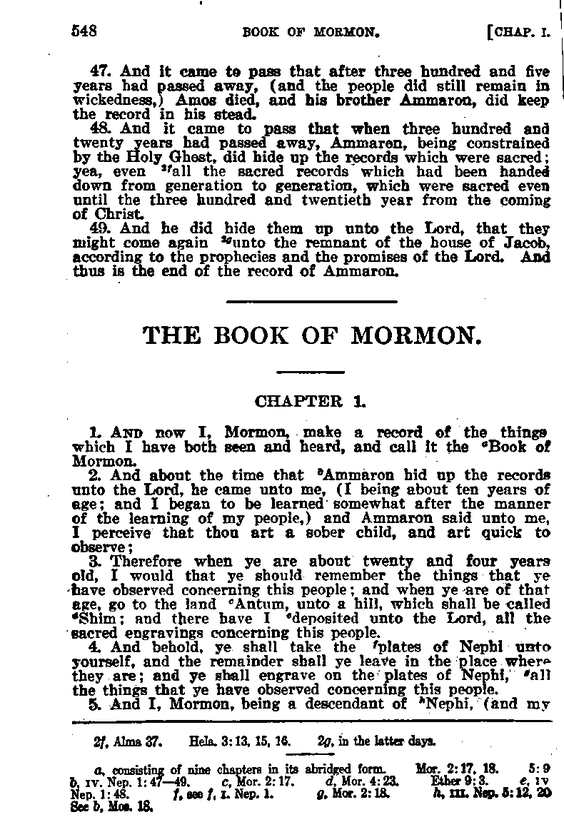 548 BOOK OF MORMON. [CHAP. I.
47. And it came to pass that after three hundred and five
years had passed away, (and the people did still remain in
wickedness,) Amos died, and his brother Ammaron, did keep
the record in his stead.
48. And it came to pass that when three hundred and
twenty years had passed away, Ammaron, being constrained
by the Holy Ghost, did hide up the records which were sacred;
yea, even 2fall the sacred records which had been handed
down from generation to generation, which were sacred even
until the three hundred and twentieth year from the coming
of Christ.
49. And he did hide them up unto the Lord, that they
might come again 2gunto the remnant of the house of Jacob,
according to the prophecies and the promises of the Lord. And
thus is the end of the record of Ammaron.
THE BOOK OF MORMON.
CHAPTER 1.
1. AND now I, Mormon, make a record of the things
which I have both seen and heard, and call it the aBook of
Mormon.
2. And about the time that bAmmaron hid up the records
unto the Lord, he came unto me, (I being about ten years of
age; and I began to be learned somewhat after the manner
of the learning of my people,) and Ammaron said unto me,
I perceive that thou art a sober child, and art quick to
observe;
3. Therefore when ye are about twenty and four years
old, I would that ye should remember the things that ye
have observed concerning this people; and when ye are of that
age, go to the land cAntum, unto a hill, which shall be called
dShim; and there have I edeposited unto the Lord, all the
sacred engravings concerning this people.
4. And behold, ye shall take the fplates of Nephi unto
yourself, and the remainder shall ye leave in the place where
they are; and ye shall engrave on the plates of Nephi, gall
the things that ye have observed concerning this people.
5. And I, Mormon, being a descendant of hNephi, (and my
2f, Alma 37. Hela. 3:13, 15, 16. 2g, in the latter days.
a, consisting of nine chapters in its abridged form. Mor. 2:17, 18. 5:9
b, IV. Nep. 1:47—49. c, Mor. 2:17. d, Mor. 4:23. Ether 9:3. e, IV
Nep. 1:48. f, see f, I. Nep. 1. g, Mor. 2:18. h, III. Nep. 5:12, 20
See b, Mos. 18.